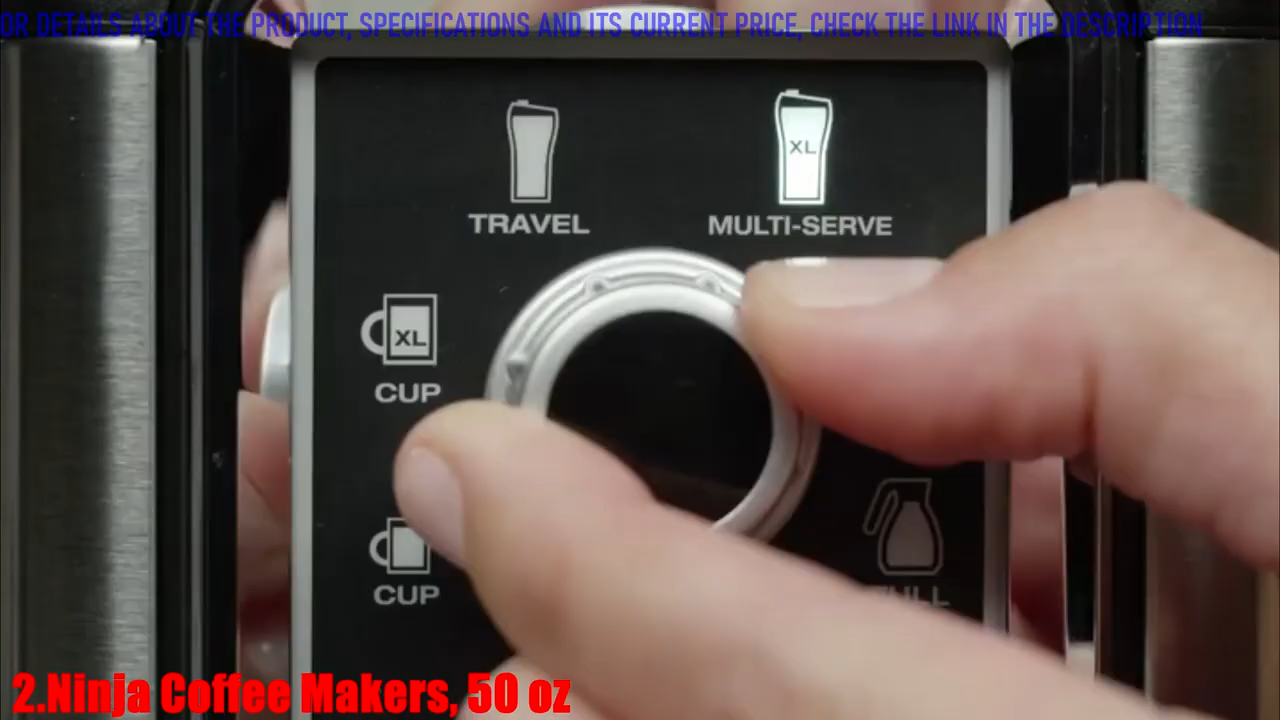 OR DETAILS ABOUT THE PRODUCT, SPECIFICATIONS AND ITS CURRENT PRICE, CHECK THE LINK IN THE DESCRIPTION
XL
TRAVEL MULTI-SERVE
XL
CUP
CUP FULL
2.Ninja Coffee Makers, 50 oz